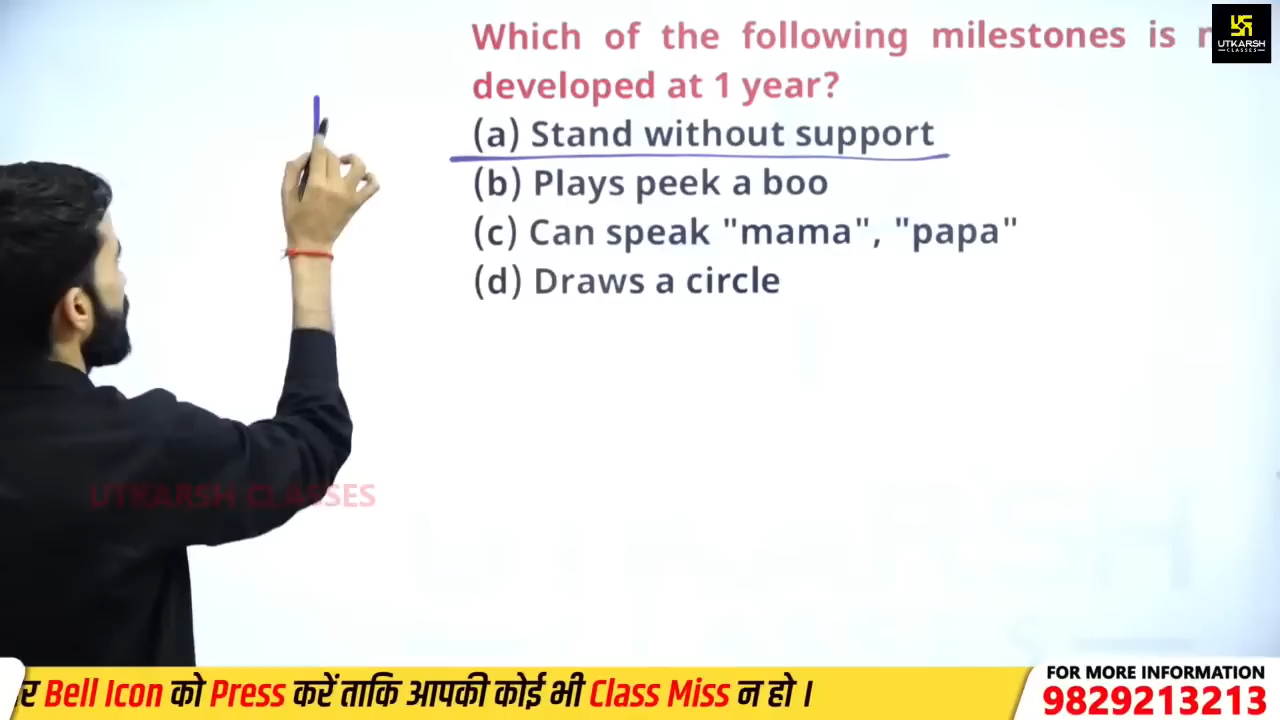 Which of the following milestones is
developed at 1 year?
(a) Stand without support
(b) Plays peek a boo
(c) Can speak "mama", "papa"
(d) Draws a circle
UTKARSH
CLASSES
UTKARSH CLASSES
Bell Icon को Press करें ताकि आपकी कोई भी Class Miss न हो ।
FOR MORE INFORMATION
9829213213